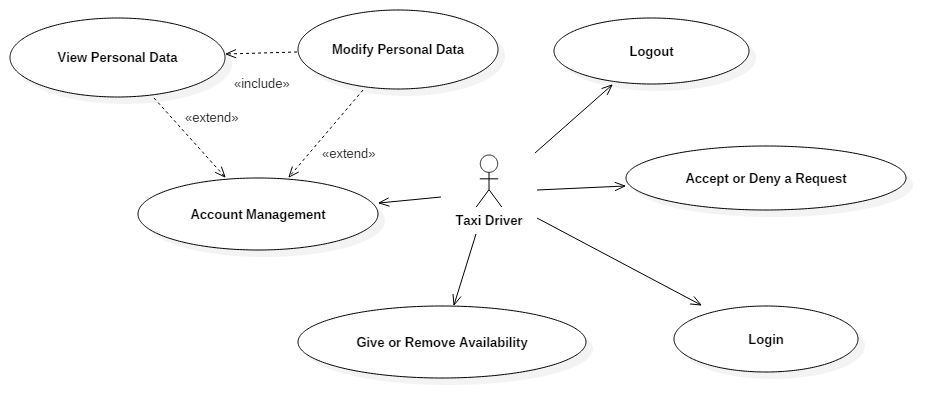 View Personal Data
Modify Personal Data
Logout
«include»
«extend»
«extend»
Accept or Deny a Request
Account Management
Taxi Driver
Give or Remove Availability
Login